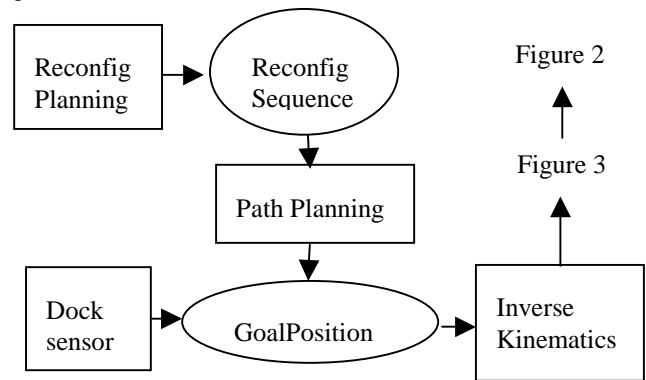 Reconfig
Planning
Reconfig
Sequence
Figure 2
Figure 3
Path Planning
Dock
sensor
GoalPosition
Inverse
Kinematics